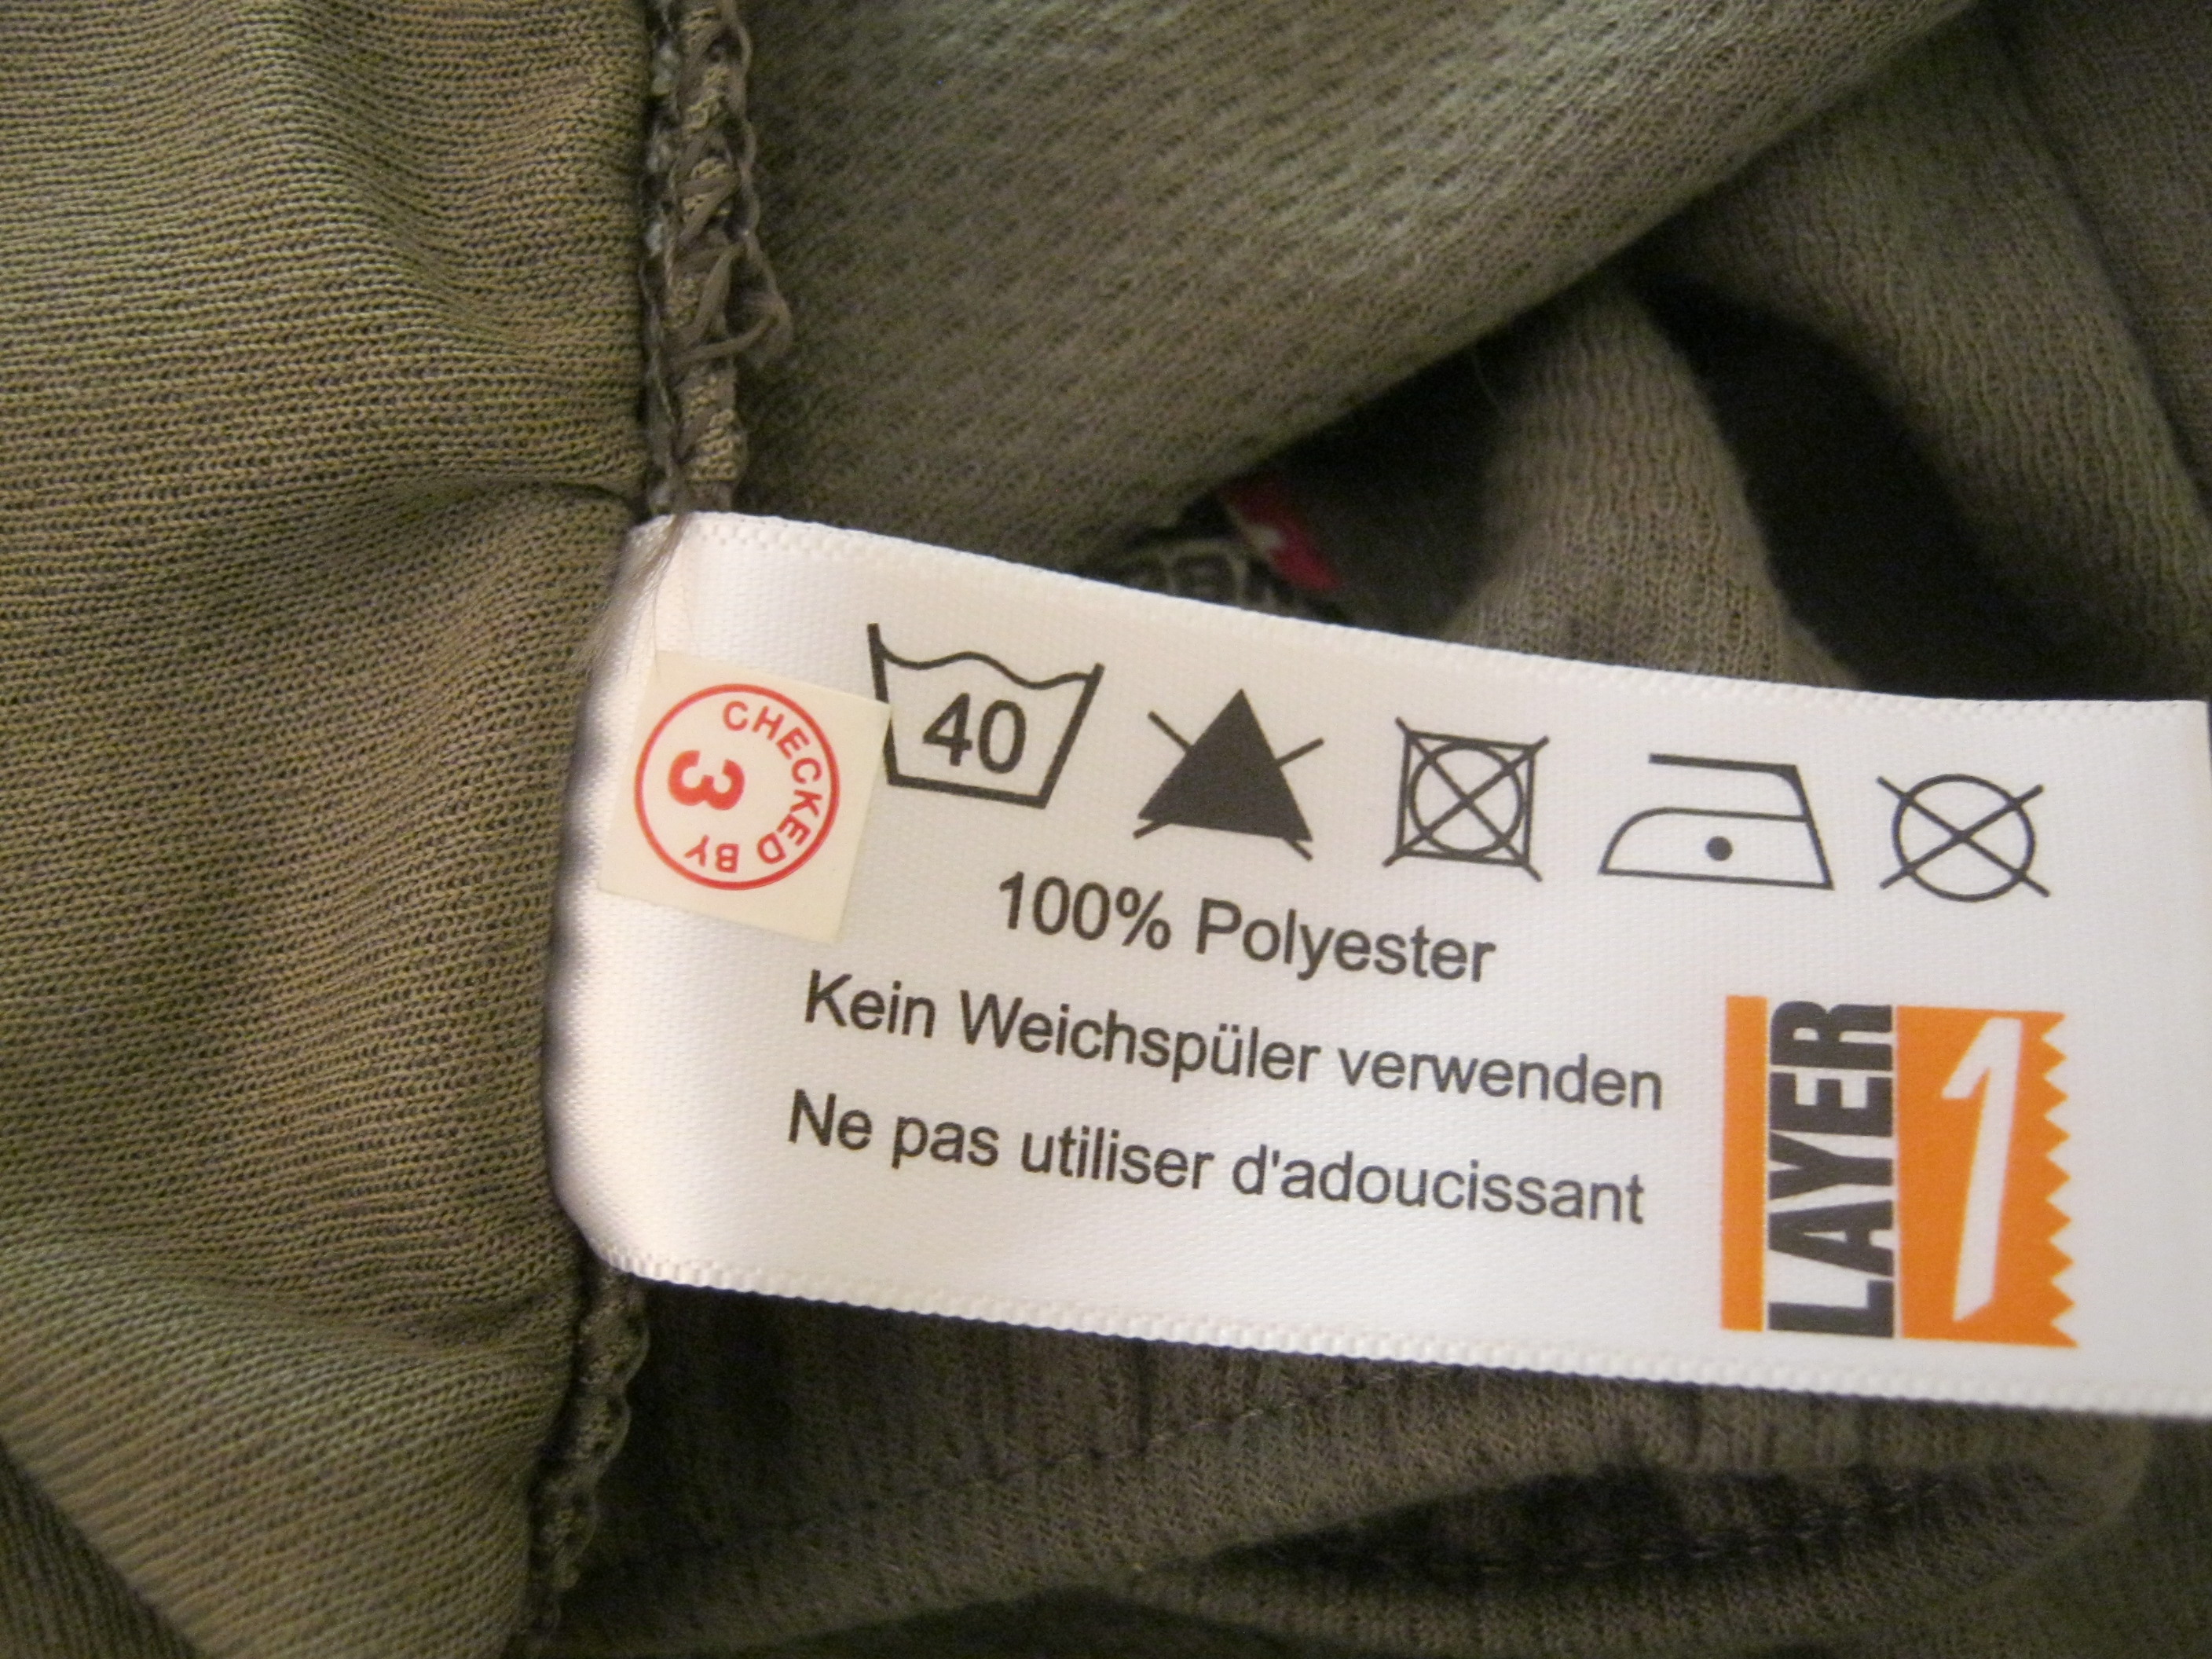 CHECKED BY
3
40
100% Polyester
Kein Weichspüler verwenden
Ne pas utiliser d'adoucissant
LAYER
1